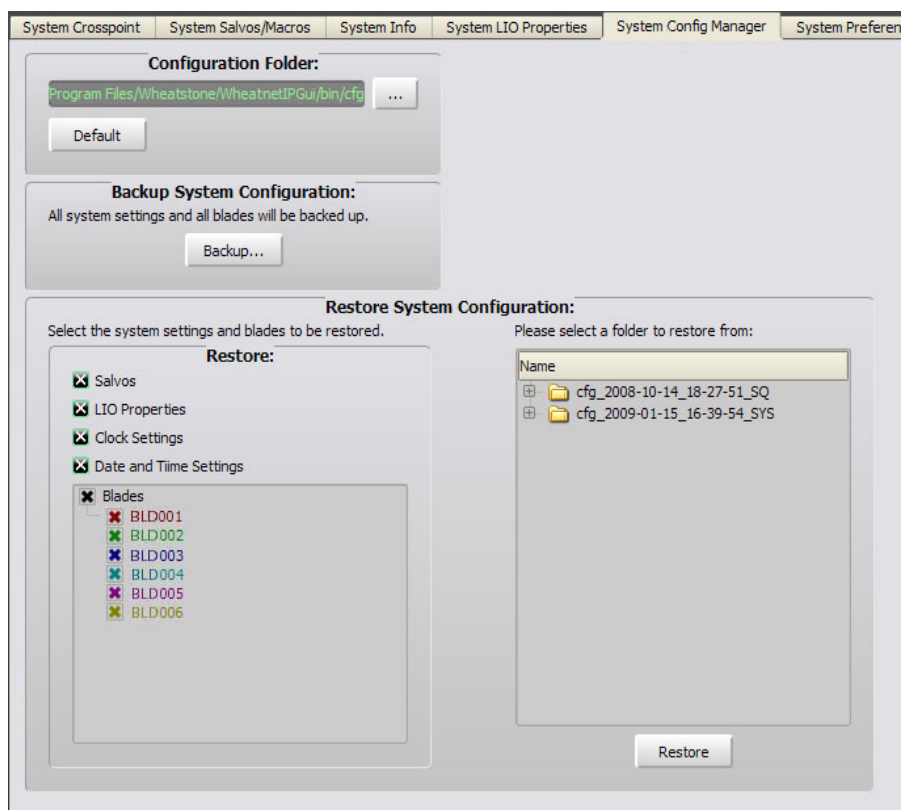 System Crosspoint System Salvos/Macros System Info System LIO Properties System Config Manager System Preferen
Configuration Folder:
Program Files/Wheatstone/WheatnetIPGui/bin/cfg ...
Default
Backup System Configuration:
All system settings and all blades will be backed up.
Backup...
Restore System Configuration:
Select the system settings and blades to be restored.
Restore:
Salvos
LIO Properties
Clock Settings
Date and Tiime Settings
Blades
BLD001
BLD002
BLD003
BLD004
BLD005
BLD006
Please select a folder to restore from:
Name
cfg_2008-10-14_18-27-51_SQ
cfg_2009-01-15_16-39-54_SYS
Restore